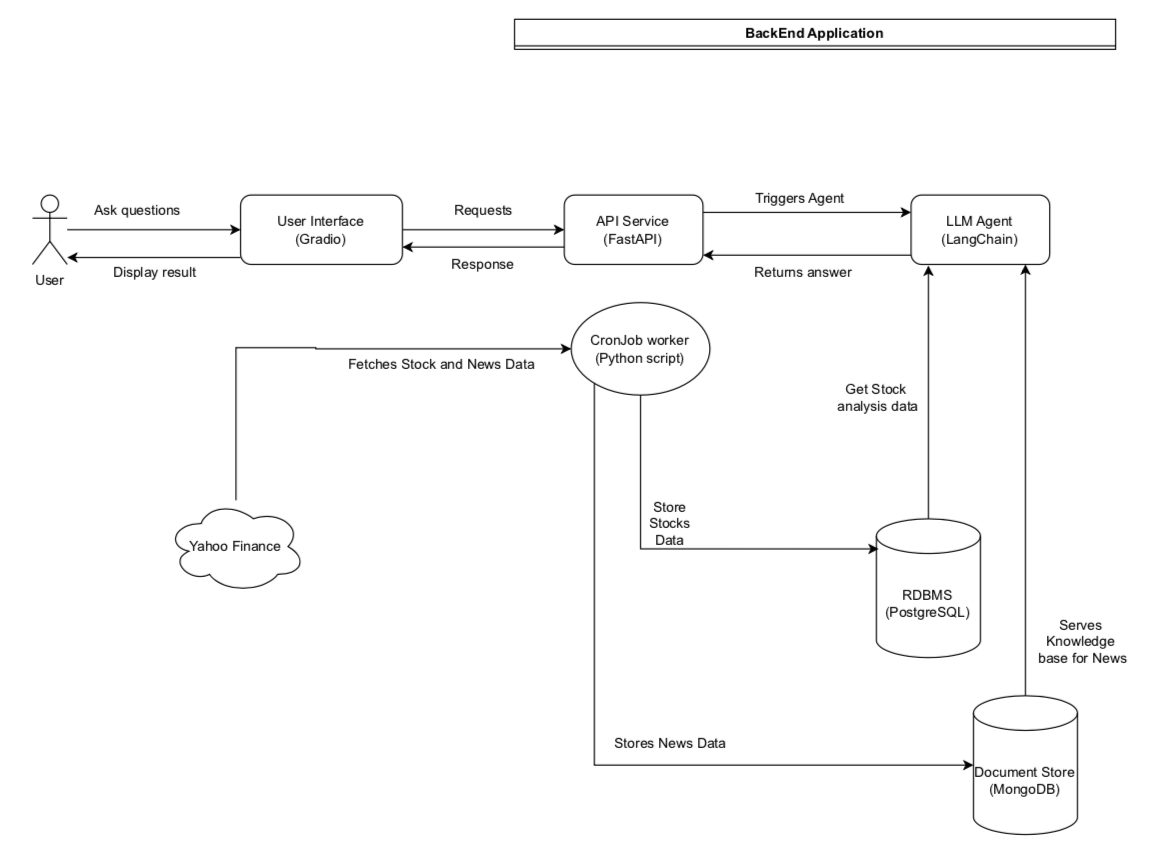 BackEnd Application
Ask questions
User Interface
(Gradio)
Requests
API Service
(FastAPI)
Triggers Agent
LLM Agent
(LangChain)
Display result
Response
Returns answer
User
CronJob worker
(Python script)
Fetches Stock and News Data
Get Stock
analysis data
Store
Stocks
Data
Yahoo Finance
RDBMS
(PostgreSQL)
Serves
Knowledge
base for News
Stores News Data
Document Store
(MongoDB)